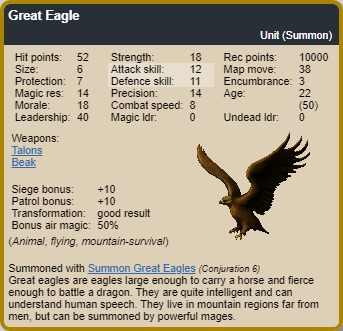 Great Eagle
Unit (Summon)
Hit points: 52 Strength: 18 Rec points: 10000
Size: 6 Attack skill: 12 Map move: 38
Protection: 7 Defence skill: 11 Encumbrance: 3
Magic res: 14 Precision: 14 Age: 22
Morale: 18 Combat speed: 8 (50)
Leadership: 40 Magic ldr: 0 Undead ldr: 0
Weapons:
Talons
Beak
Siege bonus: +10
Patrol bonus: +10
Transformation: good result
Bonus air magic: 50%
(Animal, flying, mountain-survival)
Summoned with Summon Great Eagles (Conjuration 6)
Great eagles are eagles large enough to carry a horse and fierce
enough to battle a dragon. They are quite intelligent and can
understand human speech. They live in mountain regions far from
men, but can be summoned by powerful mages.